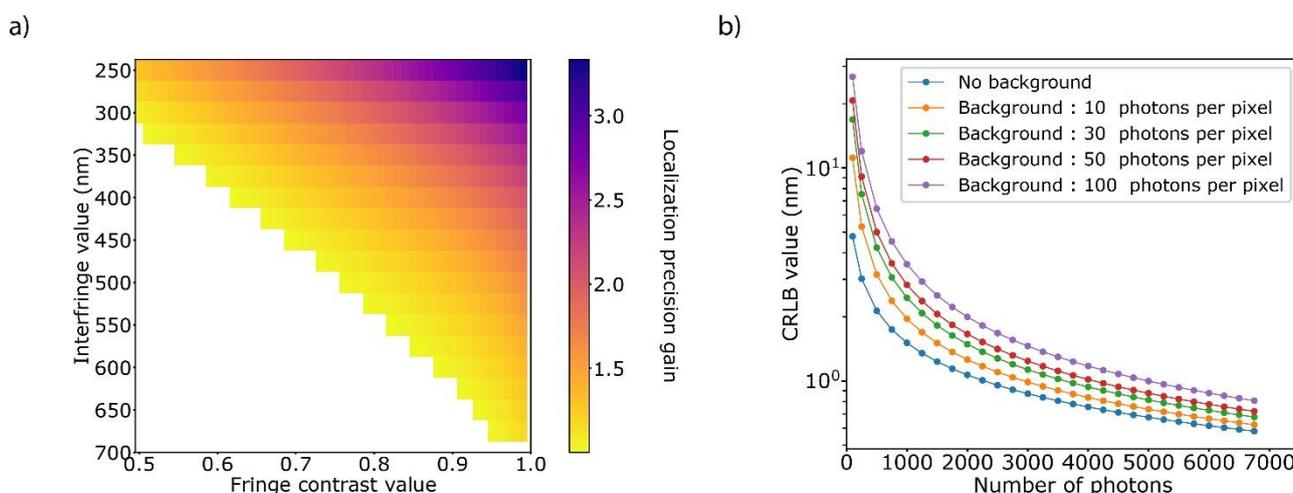 a)
250
300
350
400
450
500
550
600
650
700
Interfringe value (nm)
0.5
0.6
0.7
0.8
0.9
1.0
Fringe contrast value
3.0
2.5
2.0
1.5
Localization precision gain
b)
No background
Background : 10 photons per pixel
Background : 30 photons per pixel
Background : 50 photons per pixel
Background : 100 photons per pixel
10¹
10⁰
CRLB value (nm)
0
1000
2000
3000
4000
5000
6000
7000
Number of photons